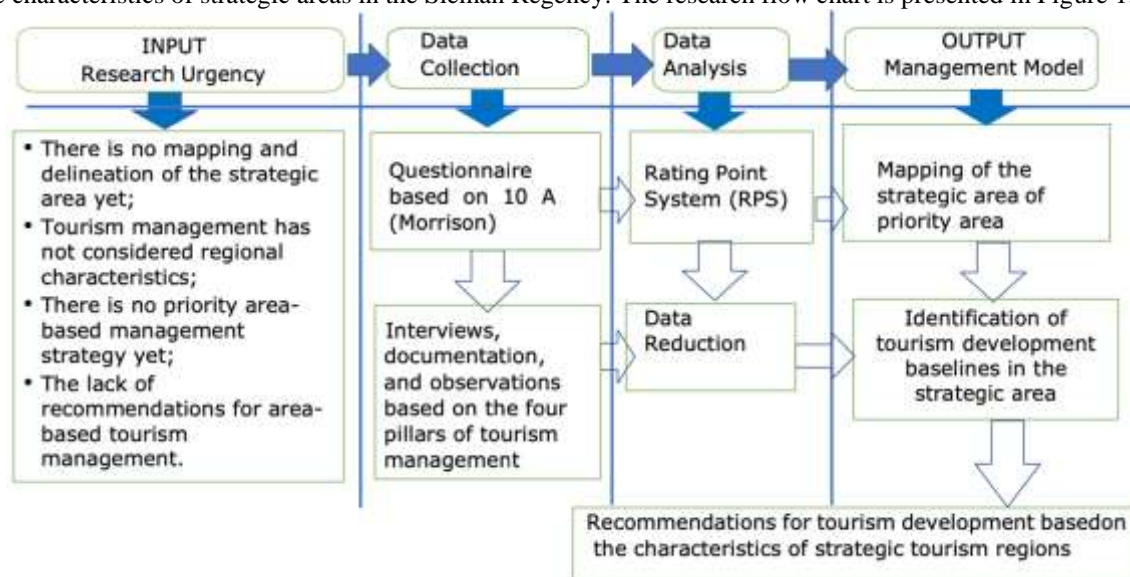 characteristics of strategic areas in the Sleman Regency. The research flow chart is presented in Figure 1.
INPUT
Research Urgency
Data
Collection
Data
Analysis
OUTPUT
Management Model
• There is no mapping and
delineation of the strategic
area yet;
• Tourism management has
not considered regional
characteristics;
• There is no priority area-
based management
strategy yet;
• The lack of
recommendations for area-
based tourism
management.
Questionnaire
based on 10 A
(Morrison)
Interviews,
documentation,
and observations
based on the four
pillars of tourism
management
Rating Point
System (RPS)
Data
Reduction
Mapping of the
strategic area of
priority area
Identification of
tourism development
baselines in the
strategic area
Recommendations for tourism development basedon
the characteristics of strategic tourism regions